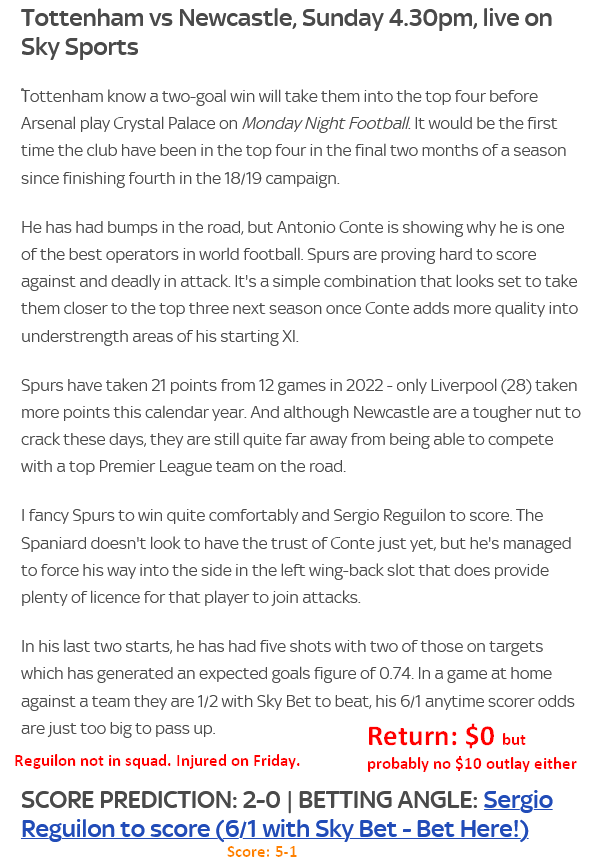 Tottenham vs Newcastle, Sunday 4.30pm, live on
Sky Sports
Tottenham know a two-goal win will take them into the top four before
Arsenal play Crystal Palace on Monday Night Football. It would be the first
time the club have been in the top four in the final two months of a season
since finishing fourth in the 18/19 campaign.
He has had bumps in the road, but Antonio Conte is showing why he is one
of the best operators in world football. Spurs are proving hard to score
against and deadly in attack. It's a simple combination that looks set to take
them closer to the top three next season once Conte adds more quality into
understrength areas of his starting XI.
Spurs have taken 21 points from 12 games in 2022 - only Liverpool (28) taken
more points this calendar year. And although Newcastle are a tougher nut to
crack these days, they are still quite far away from being able to compete
with a top Premier League team on the road.
I fancy Spurs to win quite comfortably and Sergio Reguilon to score. The
Spaniard doesn't look to have the trust of Conte just yet, but he's managed
to force his way into the side in the left wing-back slot that does provide
plenty of licence for that player to join attacks.
In his last two starts, he has had five shots with two of those on targets
which has generated an expected goals figure of 0.74. In a game at home
against a team they are 1/2 with Sky Bet to beat, his 6/1 anytime scorer odds
are just too big to pass up.
Return: $0 but
probably no $10 outlay either
Reguilon not in squad. Injured on Friday.
SCORE PREDICTION: 2-0 | BETTING ANGLE: Sergio
Reguilon to score (6/1 with Sky Bet - Bet Here!)
Score: 5-1